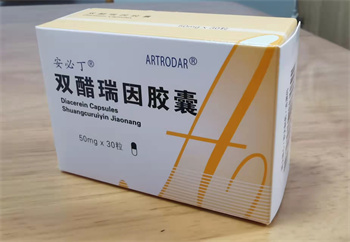 安必丁® ARTRODAR®
双醋瑞因胶囊
Diacerein Capsules
Shuangcuruiyin Jiaonang
50mg x 30粒